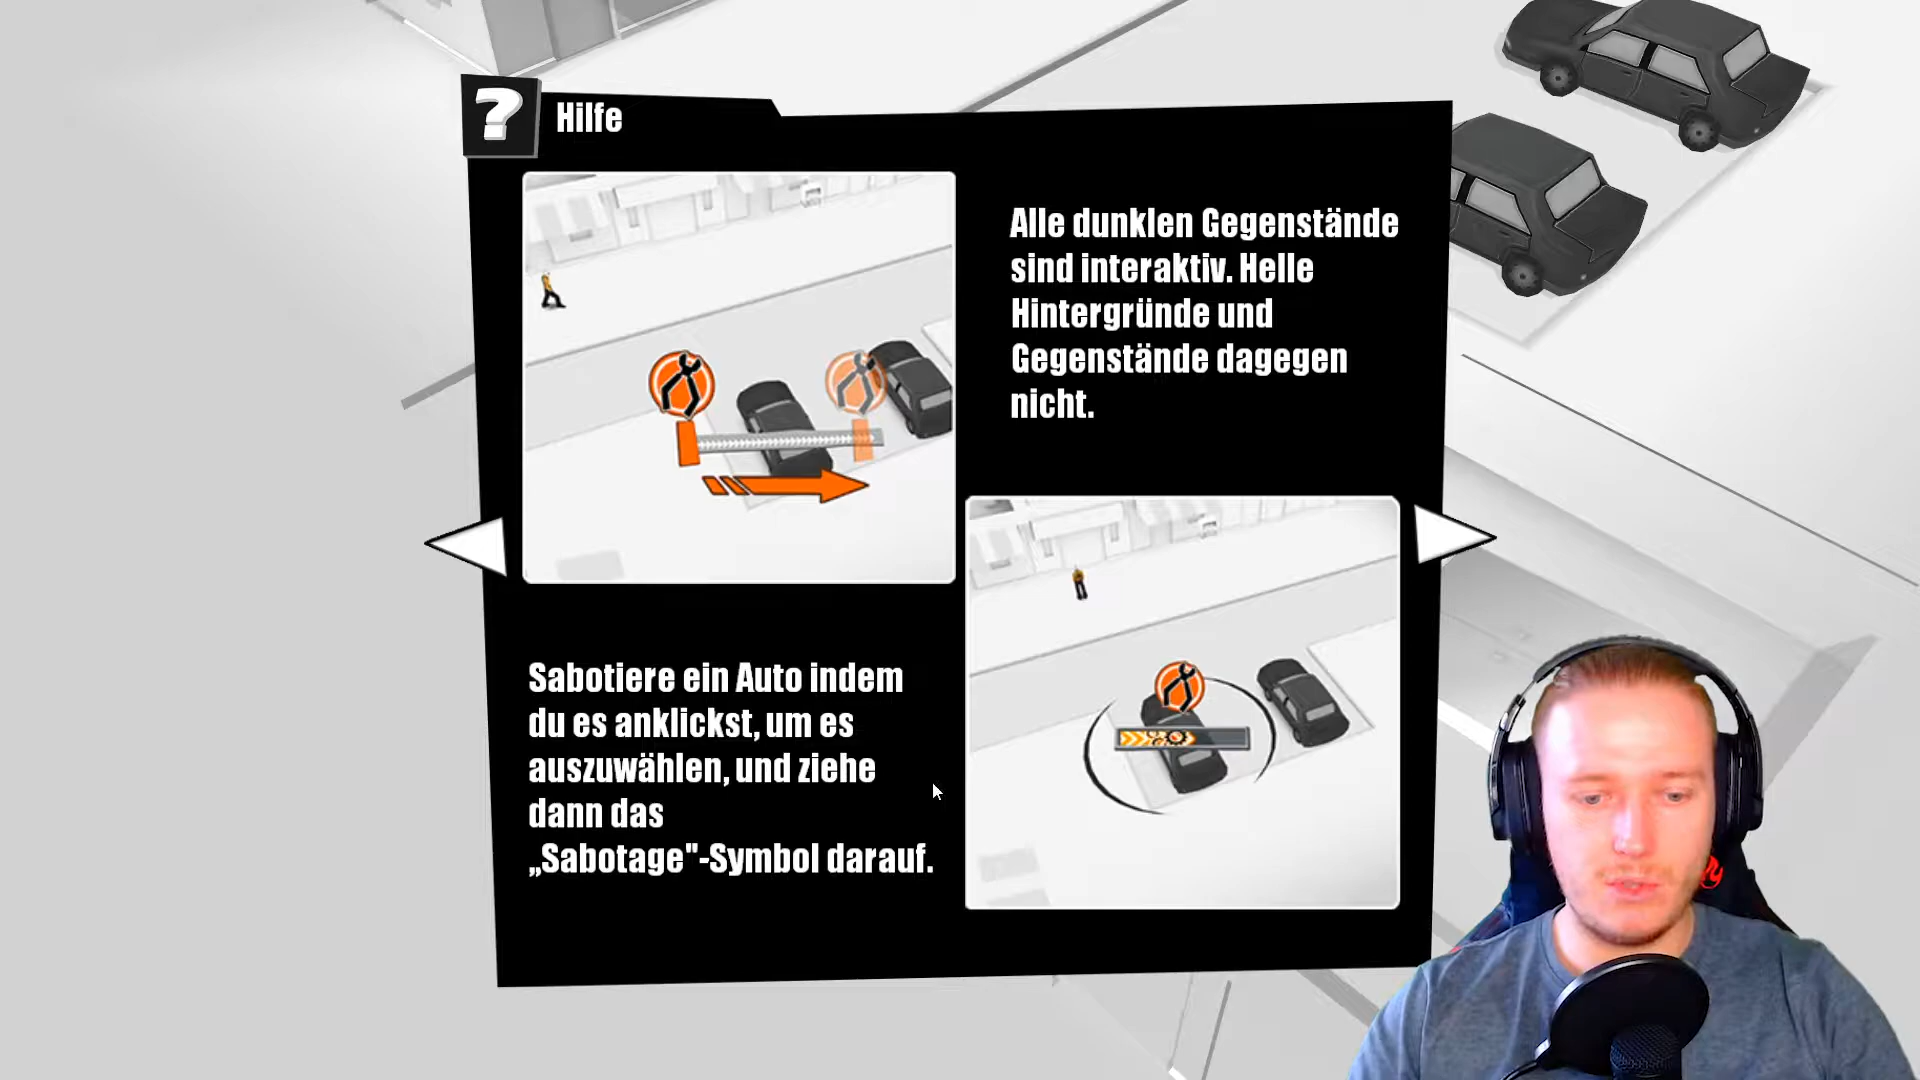 ?
Hilfe
Alle dunklen Gegenstände
sind interaktiv. Helle
Hintergründe und
Gegenstände dagegen
nicht.
Sabotiere ein Auto indem
du es anklickst, um es
auszuwählen, und ziehe
dann das
„Sabotage"-Symbol darauf.